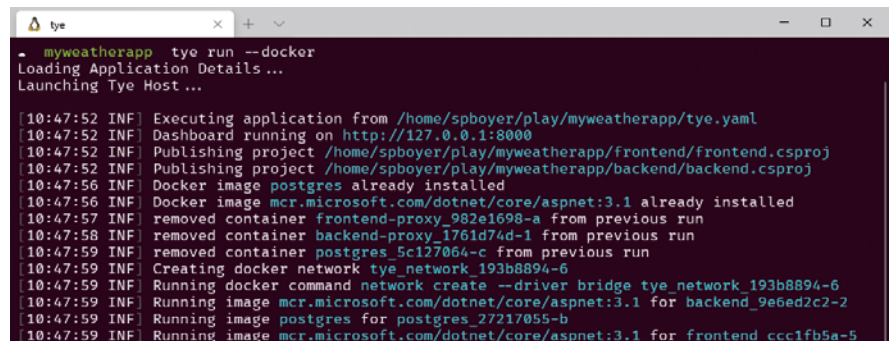 tye
myweatherapp tye run --docker
Loading Application Details...
Launching Tye Host...
[10:47:52 INF] Executing application from /home/spboyer/play/myweatherapp/tye.yaml
[10:47:52 INF] Dashboard running on http://127.0.0.1:8000
[10:47:52 INF] Publishing project /home/spboyer/play/myweatherapp/frontend/frontend.csproj
[10:47:52 INF] Publishing project /home/spboyer/play/myweatherapp/backend/backend.csproj
[10:47:56 INF] Docker image postgres already installed
[10:47:56 INF] Docker image mcr.microsoft.com/dotnet/core/aspnet:3.1 already installed
[10:47:57 INF] removed container frontend-proxy_982e1698-a from previous run
[10:47:58 INF] removed container backend-proxy_1761d74d-1 from previous run
[10:47:59 INF] removed container postgres_5c127064-c from previous run
[10:47:59 INF] Creating docker network tye_network_193b8894-6
[10:47:59 INF] Running docker command network create --driver bridge tye_network_193b8894-6
[10:47:59 INF] Running image mcr.microsoft.com/dotnet/core/aspnet:3.1 for backend_9e6ed2c2-2
[10:47:59 INF] Running image postgres for postgres_27217055-b
[10:47:59 INF] Running image mcr.microsoft.com/dotnet/core/aspnet:3.1 for frontend_ccc1fb5a-5